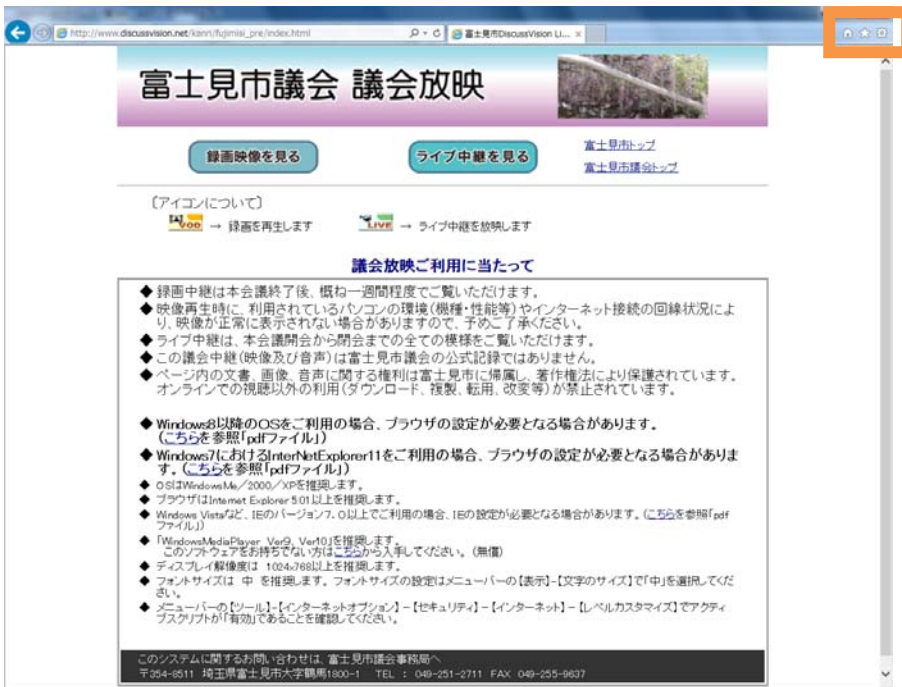 http://www.discussvision.net/kanri/fujimisi_pre/index.html
富士見市DiscussVision Li...
富士見市議会 議会放映
録画映像を見る
ライブ中継を見る
富士見市トップ
富士見市議会トップ
〔アイコンについて〕
VOD → 録画を再生します
LIVE → ライブ中継を放映します
議会放映ご利用に当たって
◆ 録画中継は本会議終了後、概ね一週間程度でご覧いただけます。
◆ 映像再生時に、利用されているパソコンの環境(機種・性能等)やインターネット接続の回線状況によ
り、映像が正常に表示されない場合がありますので、予めご了承ください。
◆ ライブ中継は、本会議開会から閉会までの全ての模様をご覧いただけます。
◆ この議会中継(映像及び音声)は富士見市議会の公式記録ではありません。
◆ ページ内の文書、画像、音声に関する権利は富士見市に帰属し、著作権法により保護されています。
オンラインでの視聴以外の利用(ダウンロード、複製、転用、改変等)が禁止されています。
◆ Windows8以降のOSをご利用の場合、ブラウザの設定が必要となる場合があります。
(こちらを参照「pdfファイル」)
◆ Windows7におけるInterNetExplorer11をご利用の場合、ブラウザの設定が必要となる場合がありま
す。(こちらを参照「pdfファイル」)
◆ OSはWindowsMe/2000/XPを推奨します。
◆ ブラウザはInternet Explorer 5.01以上を推奨します。
◆ Windows Vistaなど、IEのバージョン7.0以上でご利用の場合、IEの設定が必要となる場合があります。(こちらを参照「pdf
ファイル」)
◆ 「WindowsMediaPlayer Ver9、Ver10」を推奨します。
このソフトウェアをお持ちでない方はこちらから入手してください。(無償)
◆ ディスプレイ解像度は 1024×768以上を推奨します。
◆ フォントサイズは 中 を推奨します。フォントサイズの設定はメニューバーの【表示】-【文字のサイズ】で「中」を選択してくだ
さい。
◆ メニューバーの【ツール】-【インターネットオプション】-【セキュリティ】-【インターネット】-【レベルカスタマイズ】でアクティ
ブスクリプトが「有効」であることを確認してください。
このシステムに関するお問い合わせは、富士見市議会事務局へ
〒354-8511 埼玉県富士見市大字鶴馬1800-1 TEL : 049-251-2711 FAX 049-255-9637